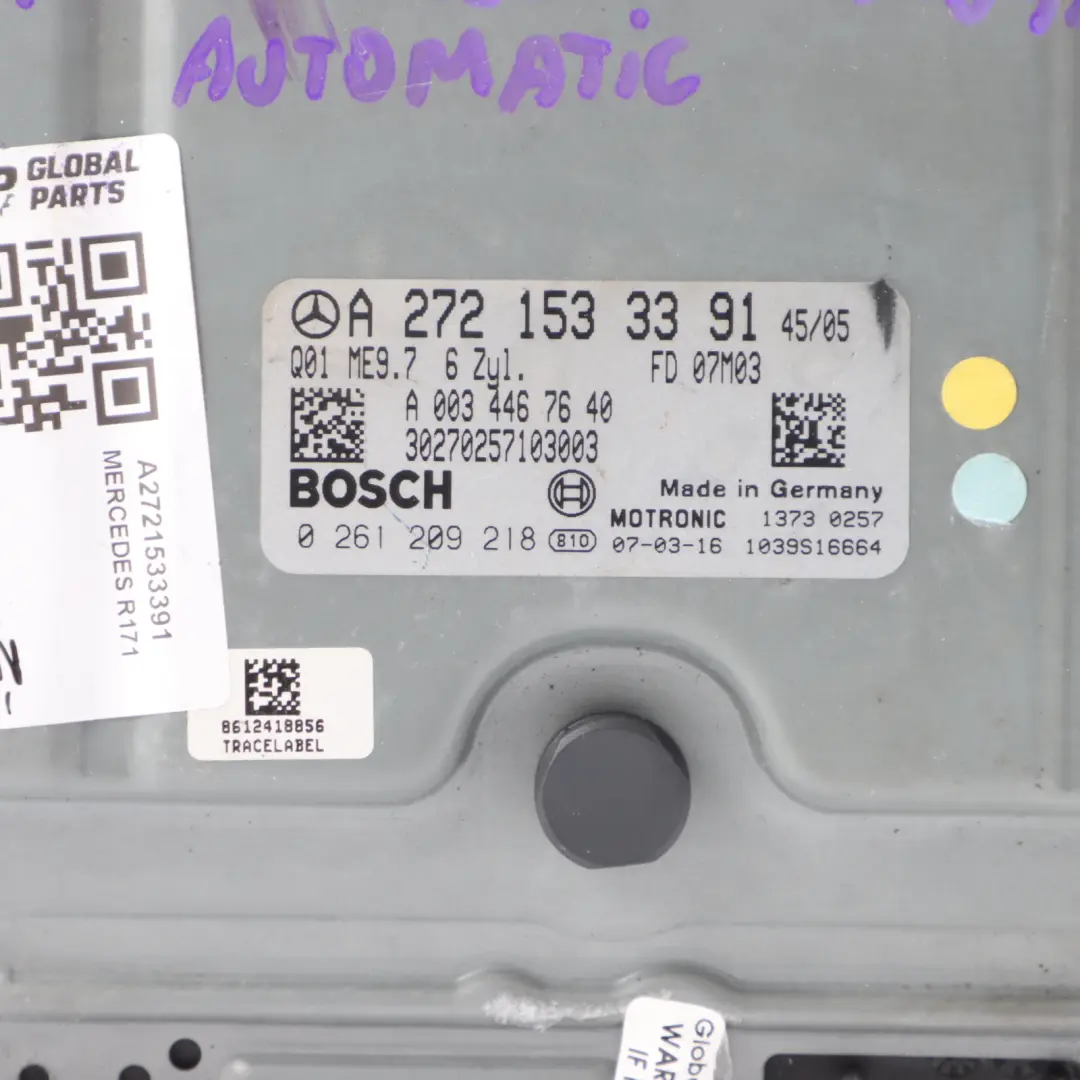 AUTOMATIC
GLOBAL
PARTS
A2721533391
MERCEDES R171
A 272 153 33 91 45/05
Q01 ME9.7 6 Zyl. FD 07M03
A 003 446 76 40
30270257103003
BOSCH
Made in Germany
MOTRONIC 1373 0257
0 261 209 218 810 07-03-16 1039S16664
8612418856
TRACELABEL